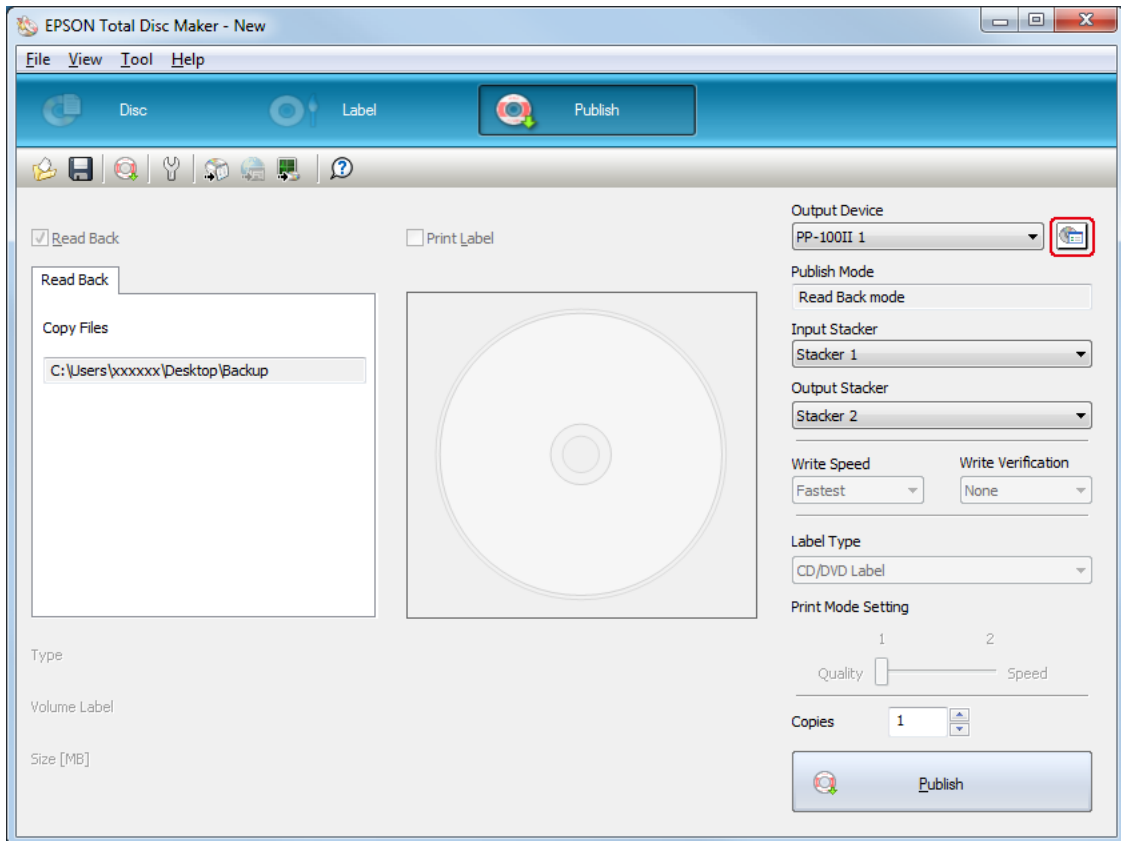 EPSON Total Disc Maker - New
File View Tool Help
Disc Label Publish
Read Back
Print Label
Read Back
Copy Files
C:\Users\xxxxxx\Desktop\Backup
Type
Volume Label
Size [MB]
Output Device
PP-100II 1
Publish Mode
Read Back mode
Input Stacker
Stacker 1
Output Stacker
Stacker 2
Write Speed Write Verification
Fastest None
Label Type
CD/DVD Label
Print Mode Setting
1 2
Quality Speed
Copies 1
Publish